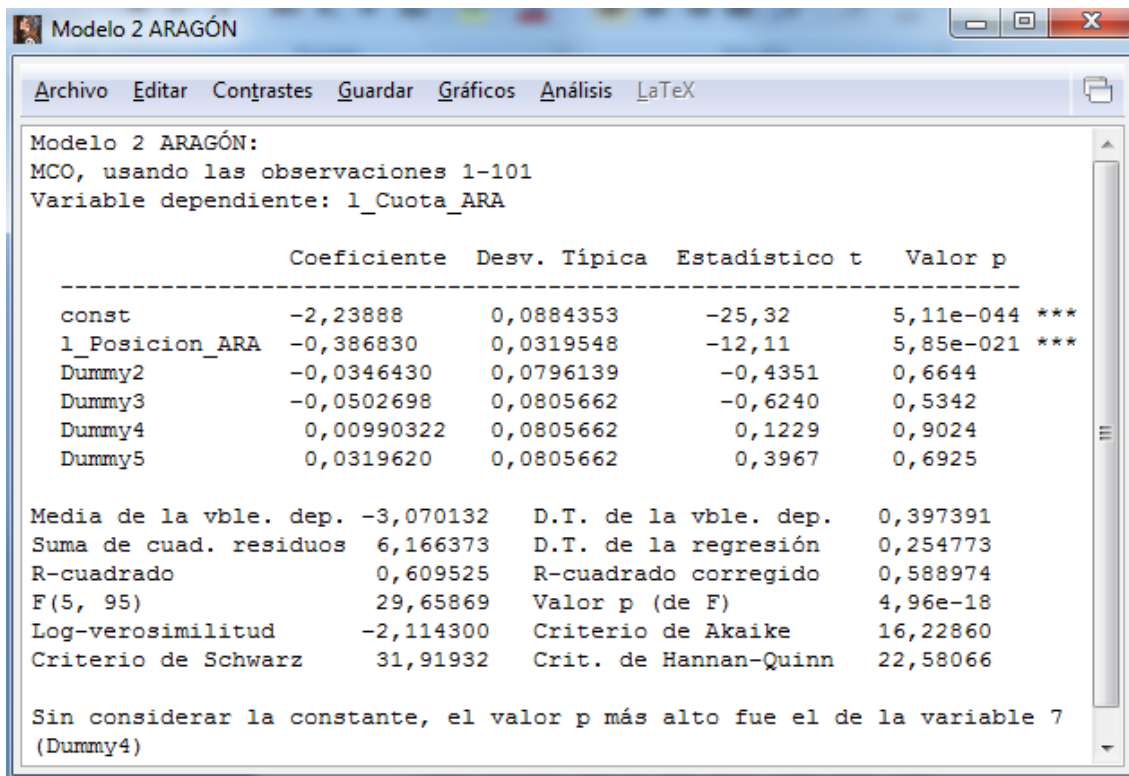 Modelo 2 ARAGÓN
Archivo Editar Contrastes Guardar Gráficos Análisis LaTeX
Modelo 2 ARAGÓN:
MCO, usando las observaciones 1-101
Variable dependiente: l_Cuota_ARA
Coeficiente Desv. Típica Estadístico t Valor p
---------------------------------------------------------------------
const -2,23888 0,0884353 -25,32 5,11e-044 ***
l_Posicion_ARA -0,386830 0,0319548 -12,11 5,85e-021 ***
Dummy2 -0,0346430 0,0796139 -0,4351 0,6644
Dummy3 -0,0502698 0,0805662 -0,6240 0,5342
Dummy4 0,00990322 0,0805662 0,1229 0,9024
Dummy5 0,0319620 0,0805662 0,3967 0,6925
Media de la vble. dep. -3,070132 D.T. de la vble. dep. 0,397391
Suma de cuad. residuos 6,166373 D.T. de la regresión 0,254773
R-cuadrado 0,609525 R-cuadrado corregido 0,588974
F(5, 95) 29,65869 Valor p (de F) 4,96e-18
Log-verosimilitud -2,114300 Criterio de Akaike 16,22860
Criterio de Schwarz 31,91932 Crit. de Hannan-Quinn 22,58066
Sin considerar la constante, el valor p más alto fue el de la variable 7
(Dummy4)